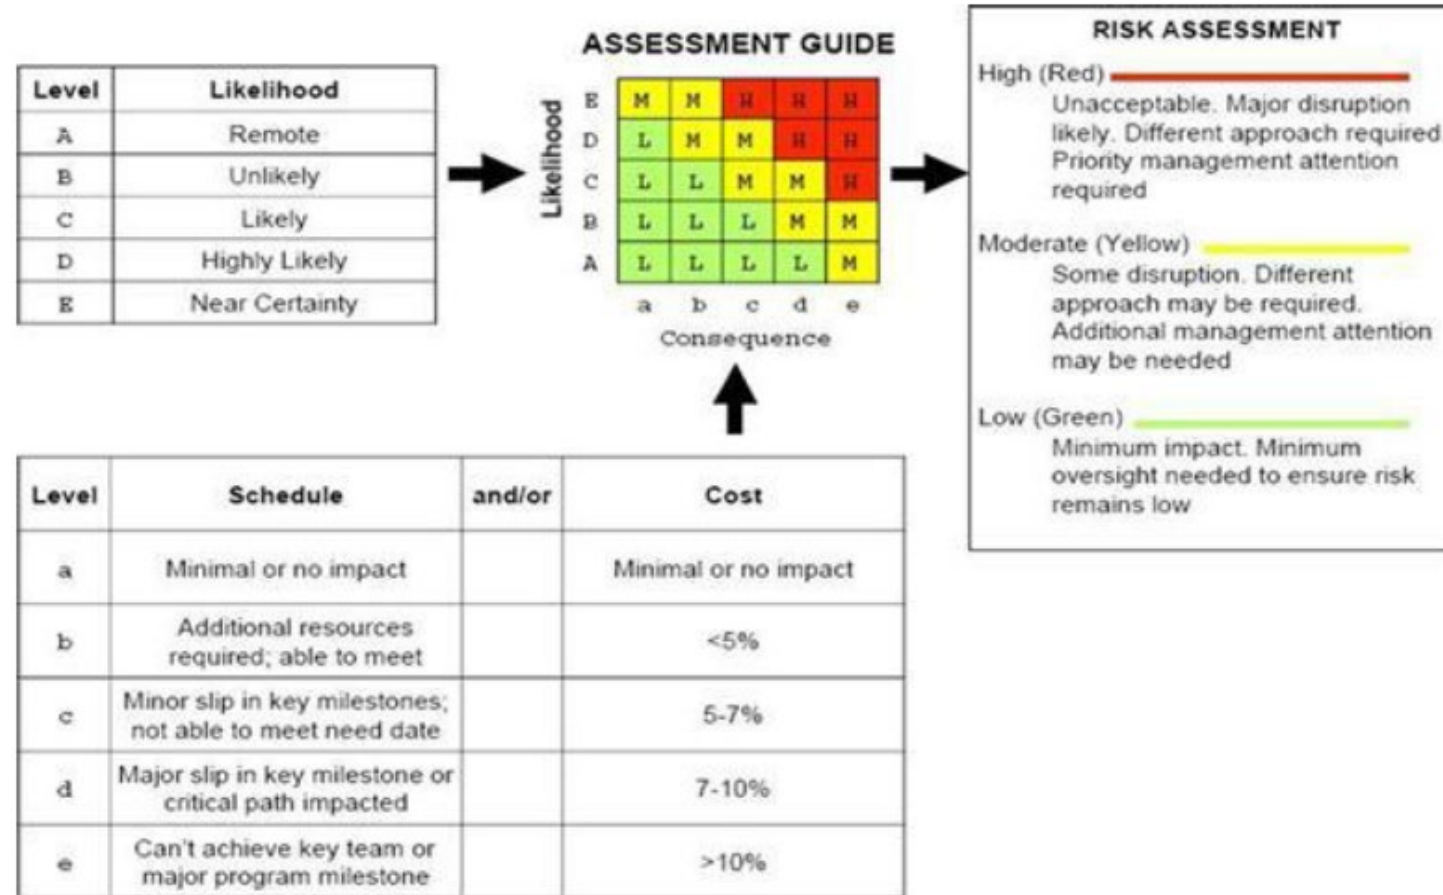 ASSESSMENT GUIDE
Level Likelihood
A Remote
B Unlikely
C Likely
D Highly Likely
E Near Certainty
Likelihood
E M M H H H
D L M M H H
C L L M M H
B L L L M M
A L L L L M
a b c d e
Consequence
RISK ASSESSMENT
High (Red)
Unacceptable. Major disruption
likely. Different approach required
Priority management attention
required
Moderate (Yellow)
Some disruption. Different
approach may be required.
Additional management attention
may be needed
Low (Green)
Minimum impact. Minimum
oversight needed to ensure risk
remains low
Level Schedule and/or Cost
a Minimal or no impact Minimal or no impact
b Additional resources
required; able to meet <5%
c Minor slip in key milestones;
not able to meet need date 5-7%
d Major slip in key milestone or
critical path impacted 7-10%
e Can't achieve key team or
major program milestone >10%